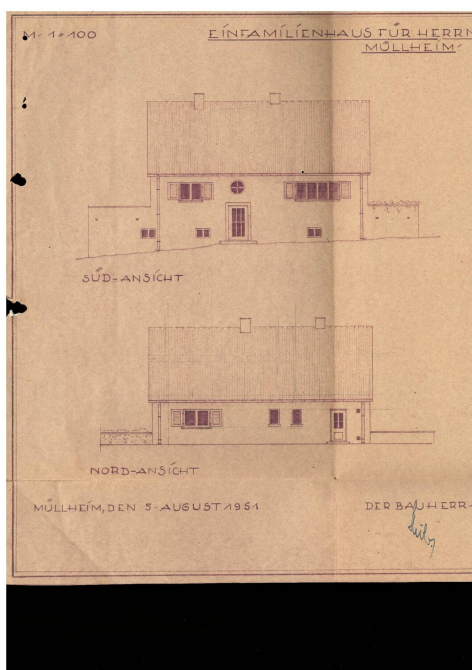 M·1=100
EINFAMILIENHAUS FÜR HERRN
MÜLLHEIM·
SÜD-ANSICHT
NORD-ANSICHT
MÜLLHEIM, DEN 5·AUGUST 1951
DER BAUHERR·